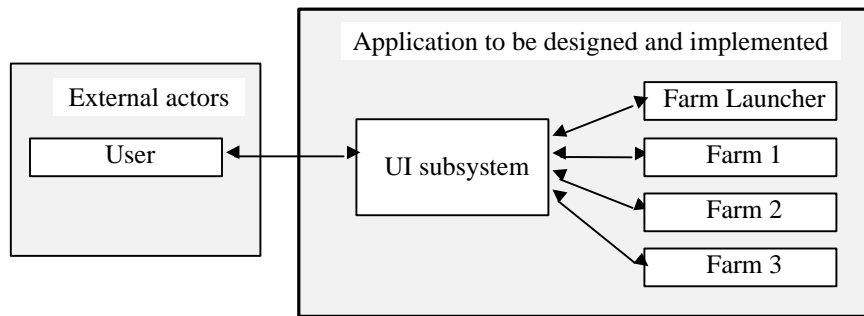 Application to be designed and implemented
External actors
User
UI subsystem
Farm Launcher
Farm 1
Farm 2
Farm 3